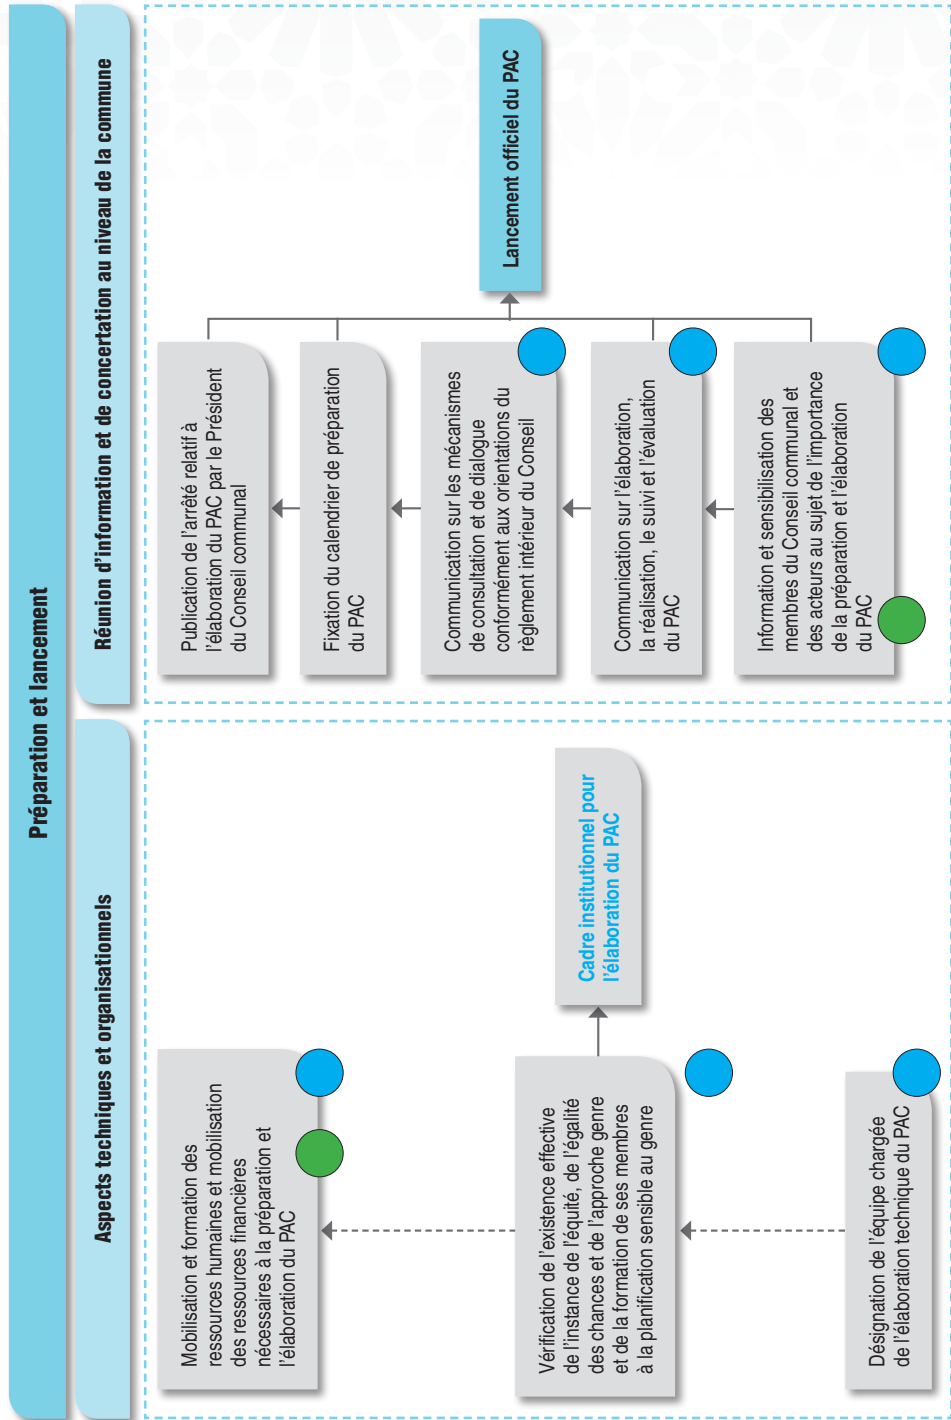 Préparation et lancement
Aspects techniques et organisationnels
Mobilisation et formation des
ressources humaines et mobilisation
des ressources financières
nécessaires à la préparation et
l'élaboration du PAC
Vérification de l'existence effective
de l'instance de l'équité, de l'égalité
des chances et de l'approche genre
et de la formation de ses membres
à la planification sensible au genre
Désignation de l'équipe chargée
de l'élaboration technique du PAC
Cadre institutionnel pour
l'élaboration du PAC
Réunion d'information et de concertation au niveau de la commune
Publication de l'arrêté relatif à
l'élaboration du PAC par le Président
du Conseil communal
Fixation du calendrier de préparation
du PAC
Communication sur les mécanismes
de consultation et de dialogue
conformément aux orientations du
règlement intérieur du Conseil
Communication sur l'élaboration,
la réalisation, le suivi et l'évaluation
du PAC
Information et sensibilisation des
membres du Conseil communal et
des acteurs au sujet de l'importance
de la préparation et l'élaboration
du PAC
Lancement officiel du PAC